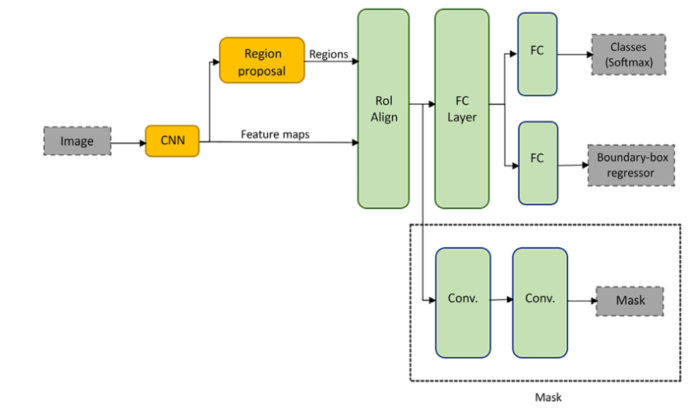 Region
proposal
Regions
RoI
Align
FC
Layer
FC
Classes
(Softmax)
Image
CNN
Feature maps
FC
Boundary-box
regressor
Conv.
Conv.
Mask
Mask